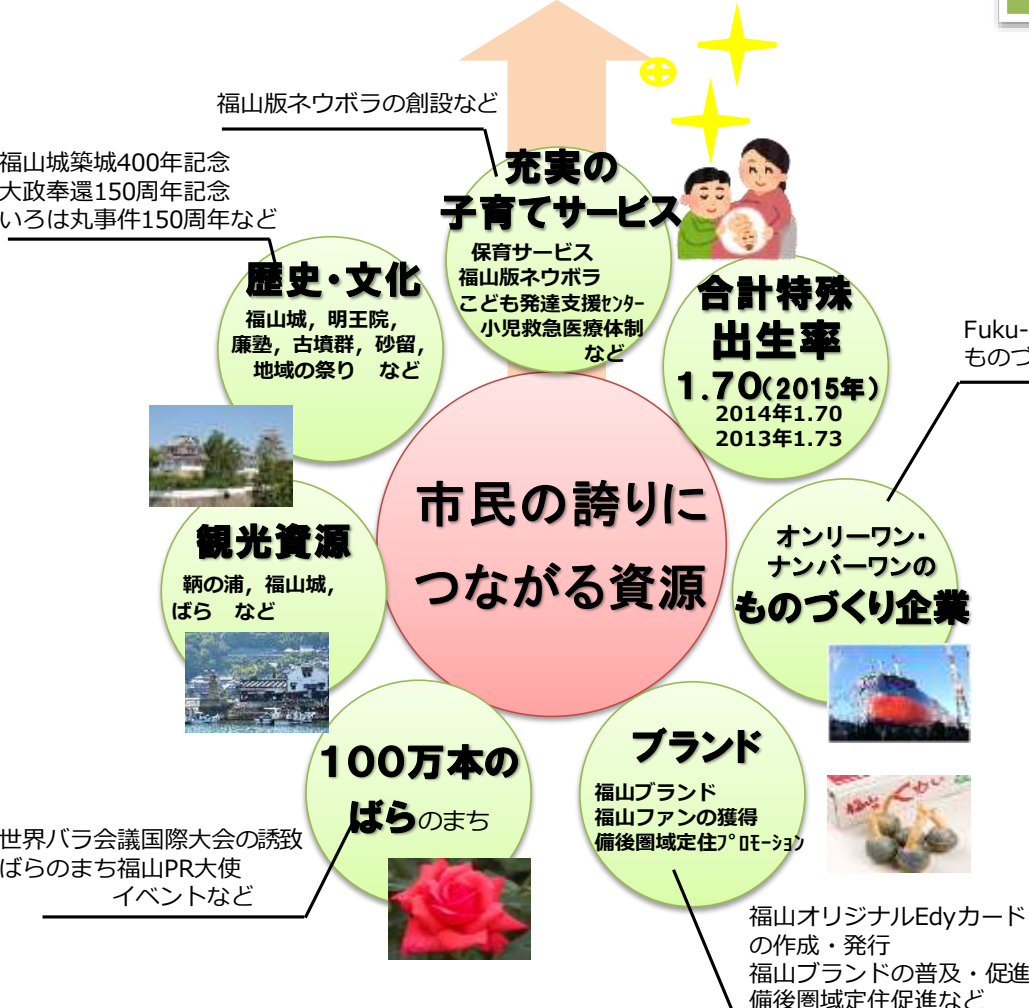 福山版ネウボラの創設など
福山城築城400年記念
大政奉還150周年記念
いろは丸事件150周年など
充実の
子育てサービス
保育サービス
福山版ネウボラ
こども発達支援ｾﾝﾀｰ
小児救急医療体制
など
歴史・文化
福山城，明王院，
廉塾，古墳群，砂留，
地域の祭り　など
合計特殊
出生率
１.７０（2015年）
2014年1.70
2013年1.73
Fuku-
ものづ
市民の誇りに
つながる資源
観光資源
鞆の浦，福山城，
ばら　など
オンリーワン・
ナンバーワンの
ものづくり企業
１００万本の
ばらのまち
ブランド
福山ブランド
福山ファンの獲得
備後圏域定住ﾌﾟﾛﾓｰｼｮﾝ
世界バラ会議国際大会の誘致
ばらのまち福山PR大使
イベントなど
福山オリジナルEdyカード
の作成・発行
福山ブランドの普及・促進
備後圏域定住促進など